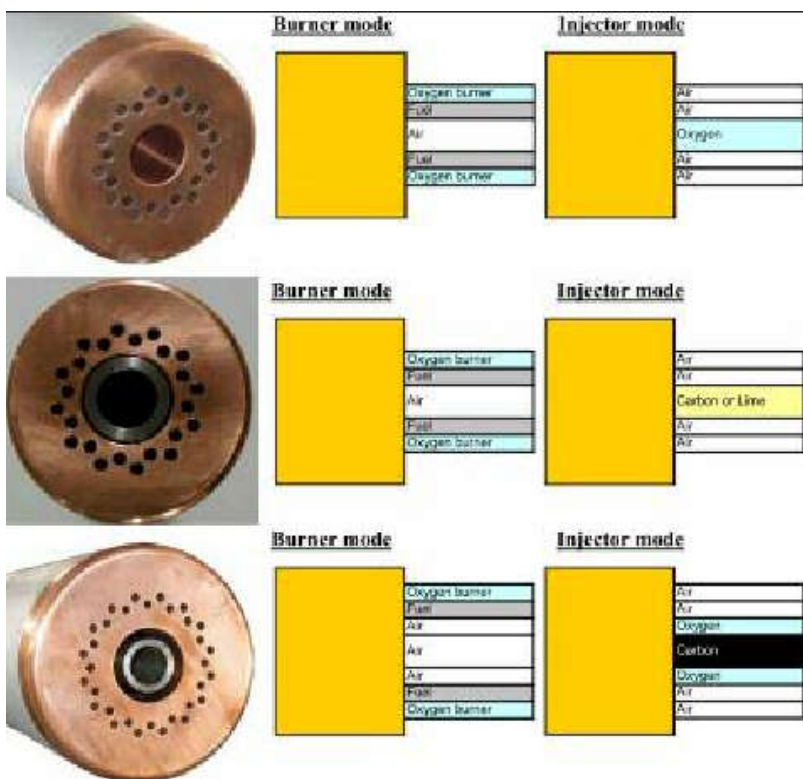 Burner mode
Injector mode
Oxygen burner
Fuel
Air
Fuel
Oxygen burner
Air
Air
Oxygen
Air
Air
Burner mode
Injector mode
Oxygen burner
Fuel
Air
Fuel
Oxygen burner
Air
Air
Carbon or Lime
Air
Air
Burner mode
Injector mode
Oxygen burner
Fuel
Air
Air
Air
Fuel
Oxygen burner
Air
Air
Oxygen
Carbon
Oxygen
Air
Air